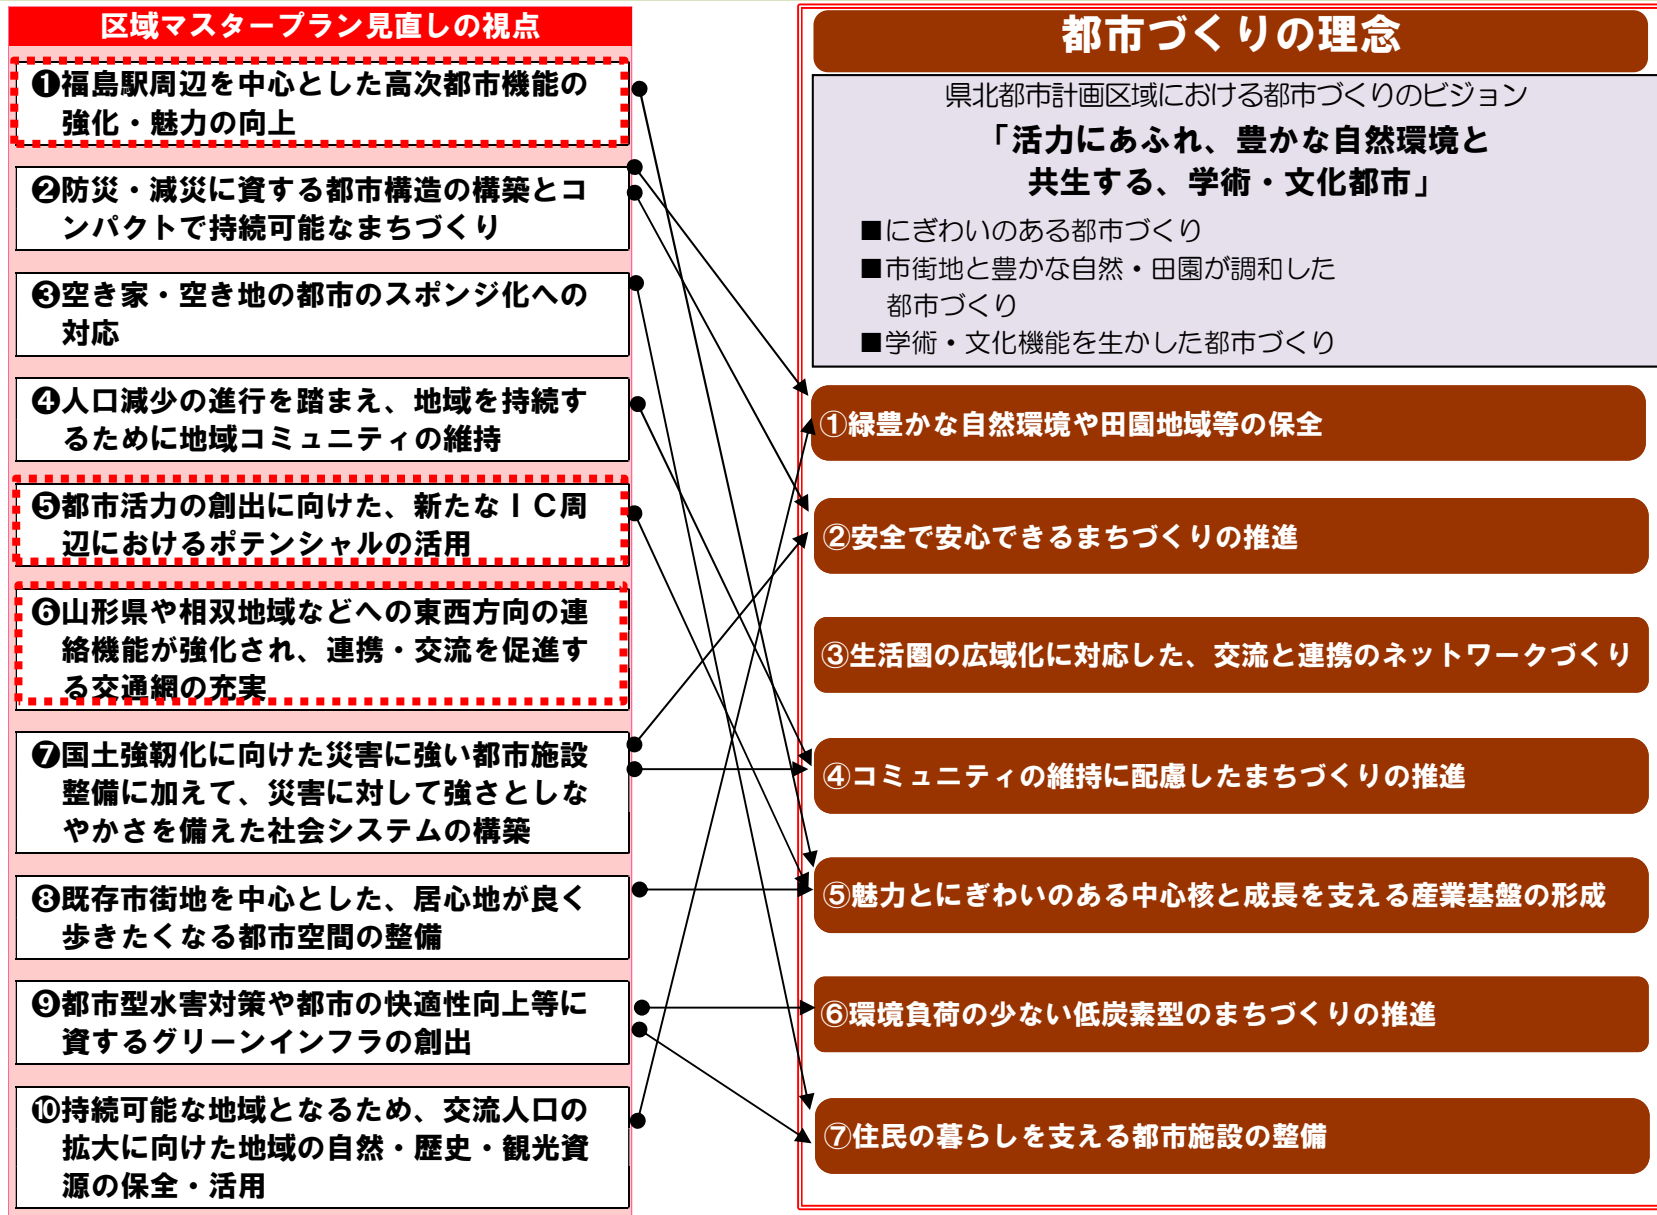 区域マスタープラン見直しの視点
❶福島駅周辺を中心とした高次都市機能の
強化・魅力の向上
❷防災・減災に資する都市構造の構築とコ
ンパクトで持続可能なまちづくり
❸空き家・空き地の都市のスポンジ化への
対応
❹人口減少の進行を踏まえ、地域を持続す
るために地域コミュニティの維持
❺都市活力の創出に向けた、新たなＩＣ周
辺におけるポテンシャルの活用
❻山形県や相双地域などへの東西方向の連
絡機能が強化され、連携・交流を促進す
る交通網の充実
❼国土強靭化に向けた災害に強い都市施設
整備に加えて、災害に対して強さとしな
やかさを備えた社会システムの構築
❽既存市街地を中心とした、居心地が良く
歩きたくなる都市空間の整備
❾都市型水害対策や都市の快適性向上等に
資するグリーンインフラの創出
❿持続可能な地域となるため、交流人口の
拡大に向けた地域の自然・歴史・観光資
源の保全・活用
都市づくりの理念
県北都市計画区域における都市づくりのビジョン
「活力にあふれ、豊かな自然環境と
共生する、学術・文化都市」
■にぎわいのある都市づくり
■市街地と豊かな自然・田園が調和した
都市づくり
■学術・文化機能を生かした都市づくり
①緑豊かな自然環境や田園地域等の保全
②安全で安心できるまちづくりの推進
③生活圏の広域化に対応した、交流と連携のネットワークづくり
④コミュニティの維持に配慮したまちづくりの推進
⑤魅力とにぎわいのある中心核と成長を支える産業基盤の形成
⑥環境負荷の少ない低炭素型のまちづくりの推進
⑦住民の暮らしを支える都市施設の整備